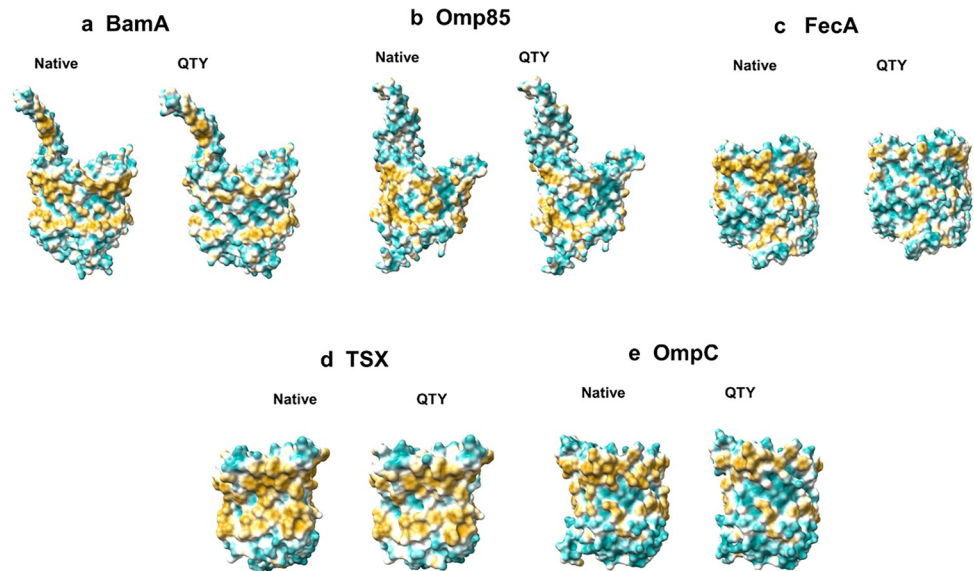 a BamA
Native QTY
b Omp85
Native QTY
c FecA
Native QTY
d TSX
Native QTY
e OmpC
Native QTY